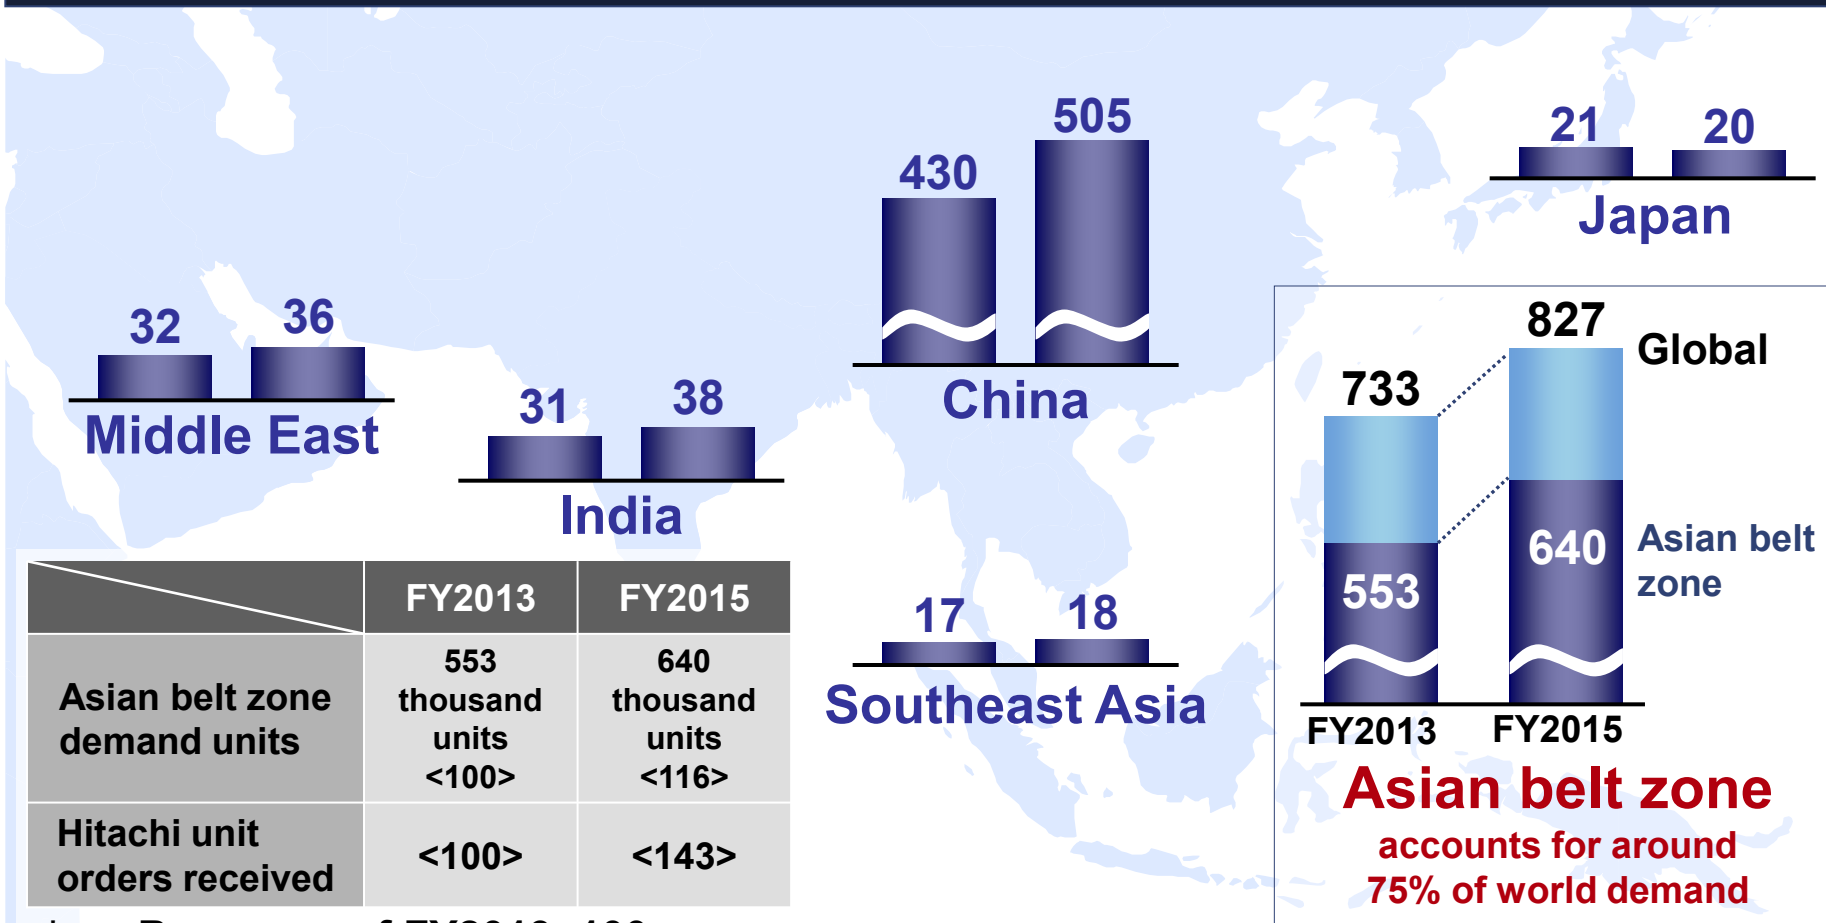 505
430
21 20
Japan
32 36
Middle East
31 38
India
China
17 18
Southeast Asia
FY2013 FY2015
Asian belt zone
demand units
553
thousand
units
<100>
640
thousand
units
<116>
Hitachi unit
orders received
<100>
<143>
827
Global
733
640
Asian belt
zone
553
FY2013 FY2015
Asian belt zone
accounts for around
75% of world demand